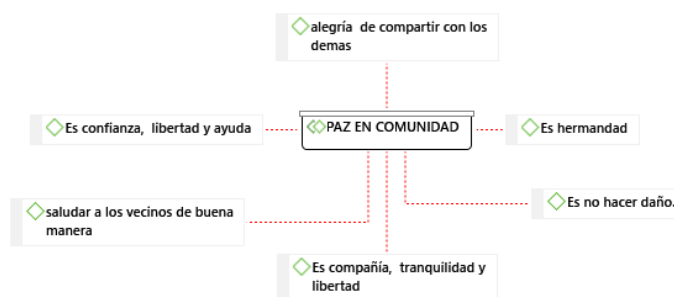 alegría de compartir con los
demas
Es confianza, libertad y ayuda
PAZ EN COMUNIDAD
Es hermandad
saludar a los vecinos de buena
manera
Es no hacer daño.
Es compañía, tranquilidad y
libertad